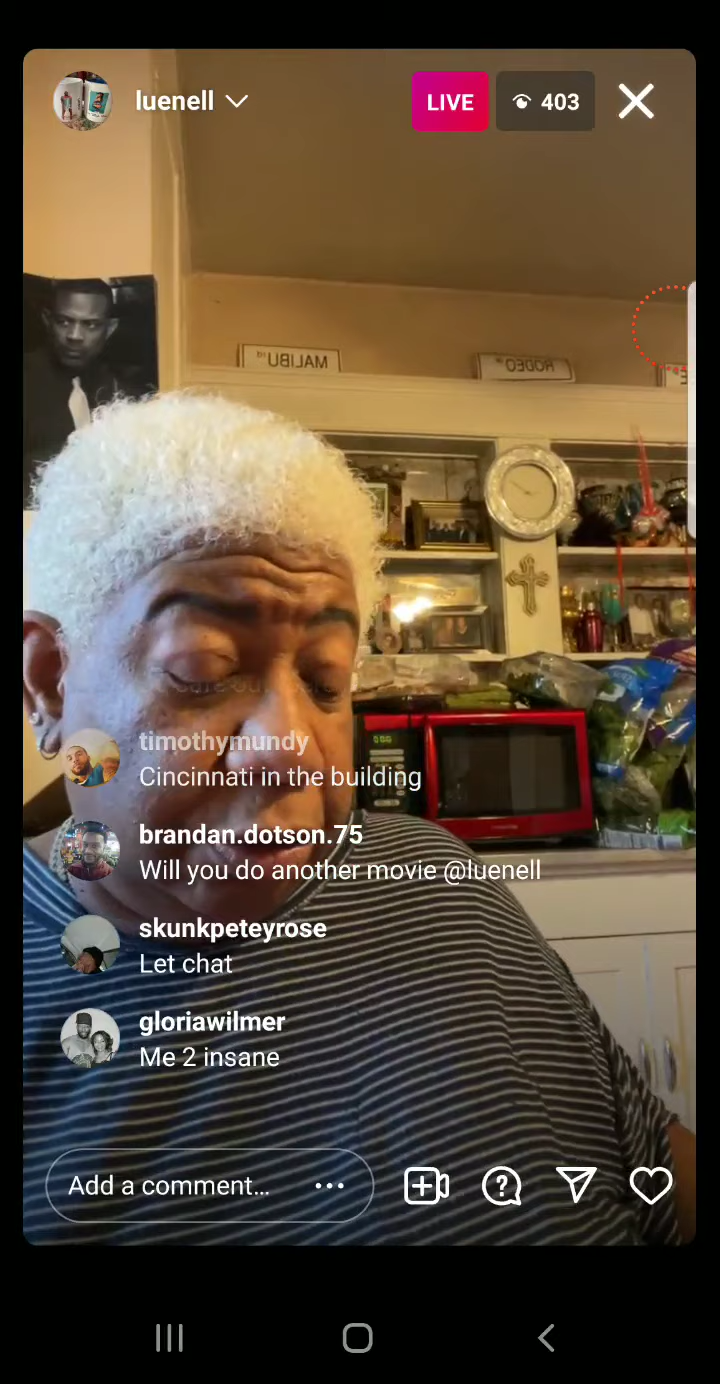 luenell
LIVE
403
MALIBU
RODEO
timothymundy
Cincinnati in the building
brandan.dotson.75
Will you do another movie @luenell
skunkpeteyrose
Let chat
gloriawilmer
Me 2 insane
Add a comment...